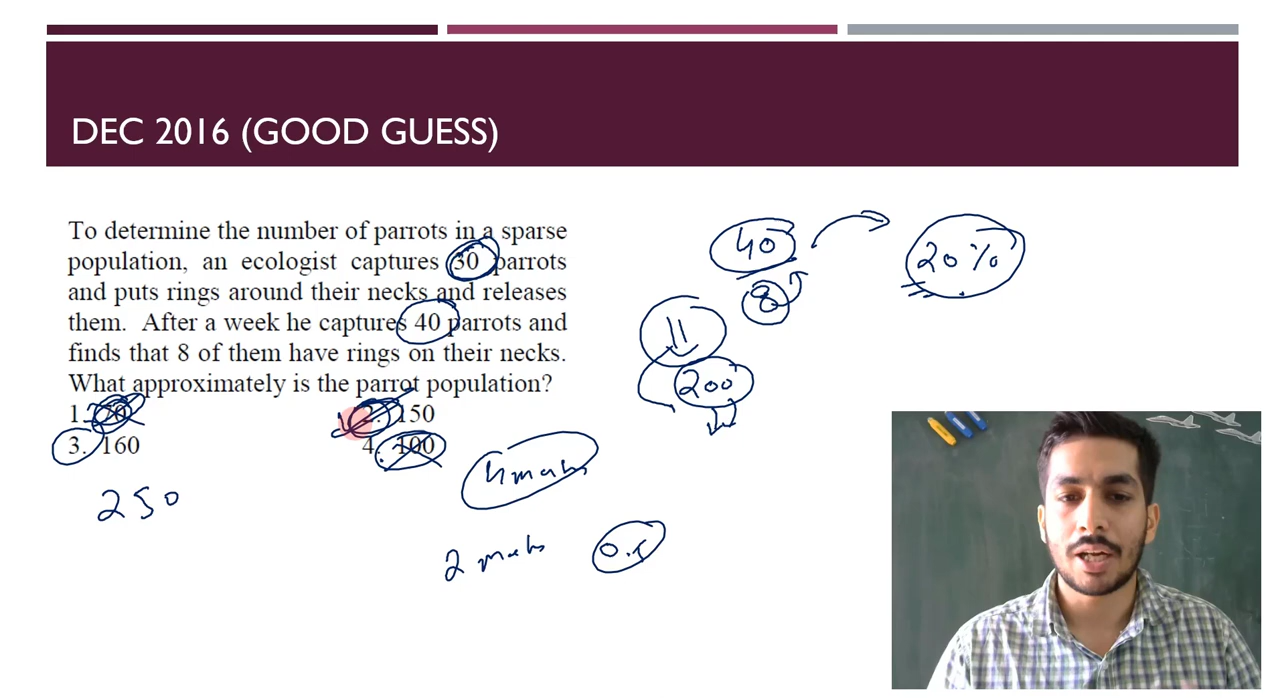 DEC 2016 (GOOD GUESS)
To determine the number of parrots in a sparse
population, an ecologist captures 30 parrots
and puts rings around their necks and releases
them. After a week he captures 40 parrots and
finds that 8 of them have rings on their necks.
What approximately is the parrot population?
1. 70 2. 150
3. 160 4. 100
250
40
20%
8
11
200
4 marks
2 marks